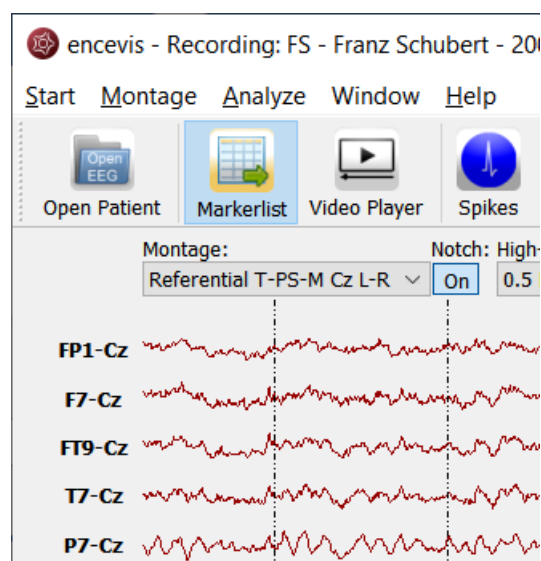 encevis - Recording: FS - Franz Schubert - 200
Start Montage Analyze Window Help
Open EEG
Open Patient Markerlist Video Player Spikes
Montage: Notch: High-
Referential T-PS-M Cz L-R On 0.5
FP1-Cz
F7-Cz
FT9-Cz
T7-Cz
P7-Cz